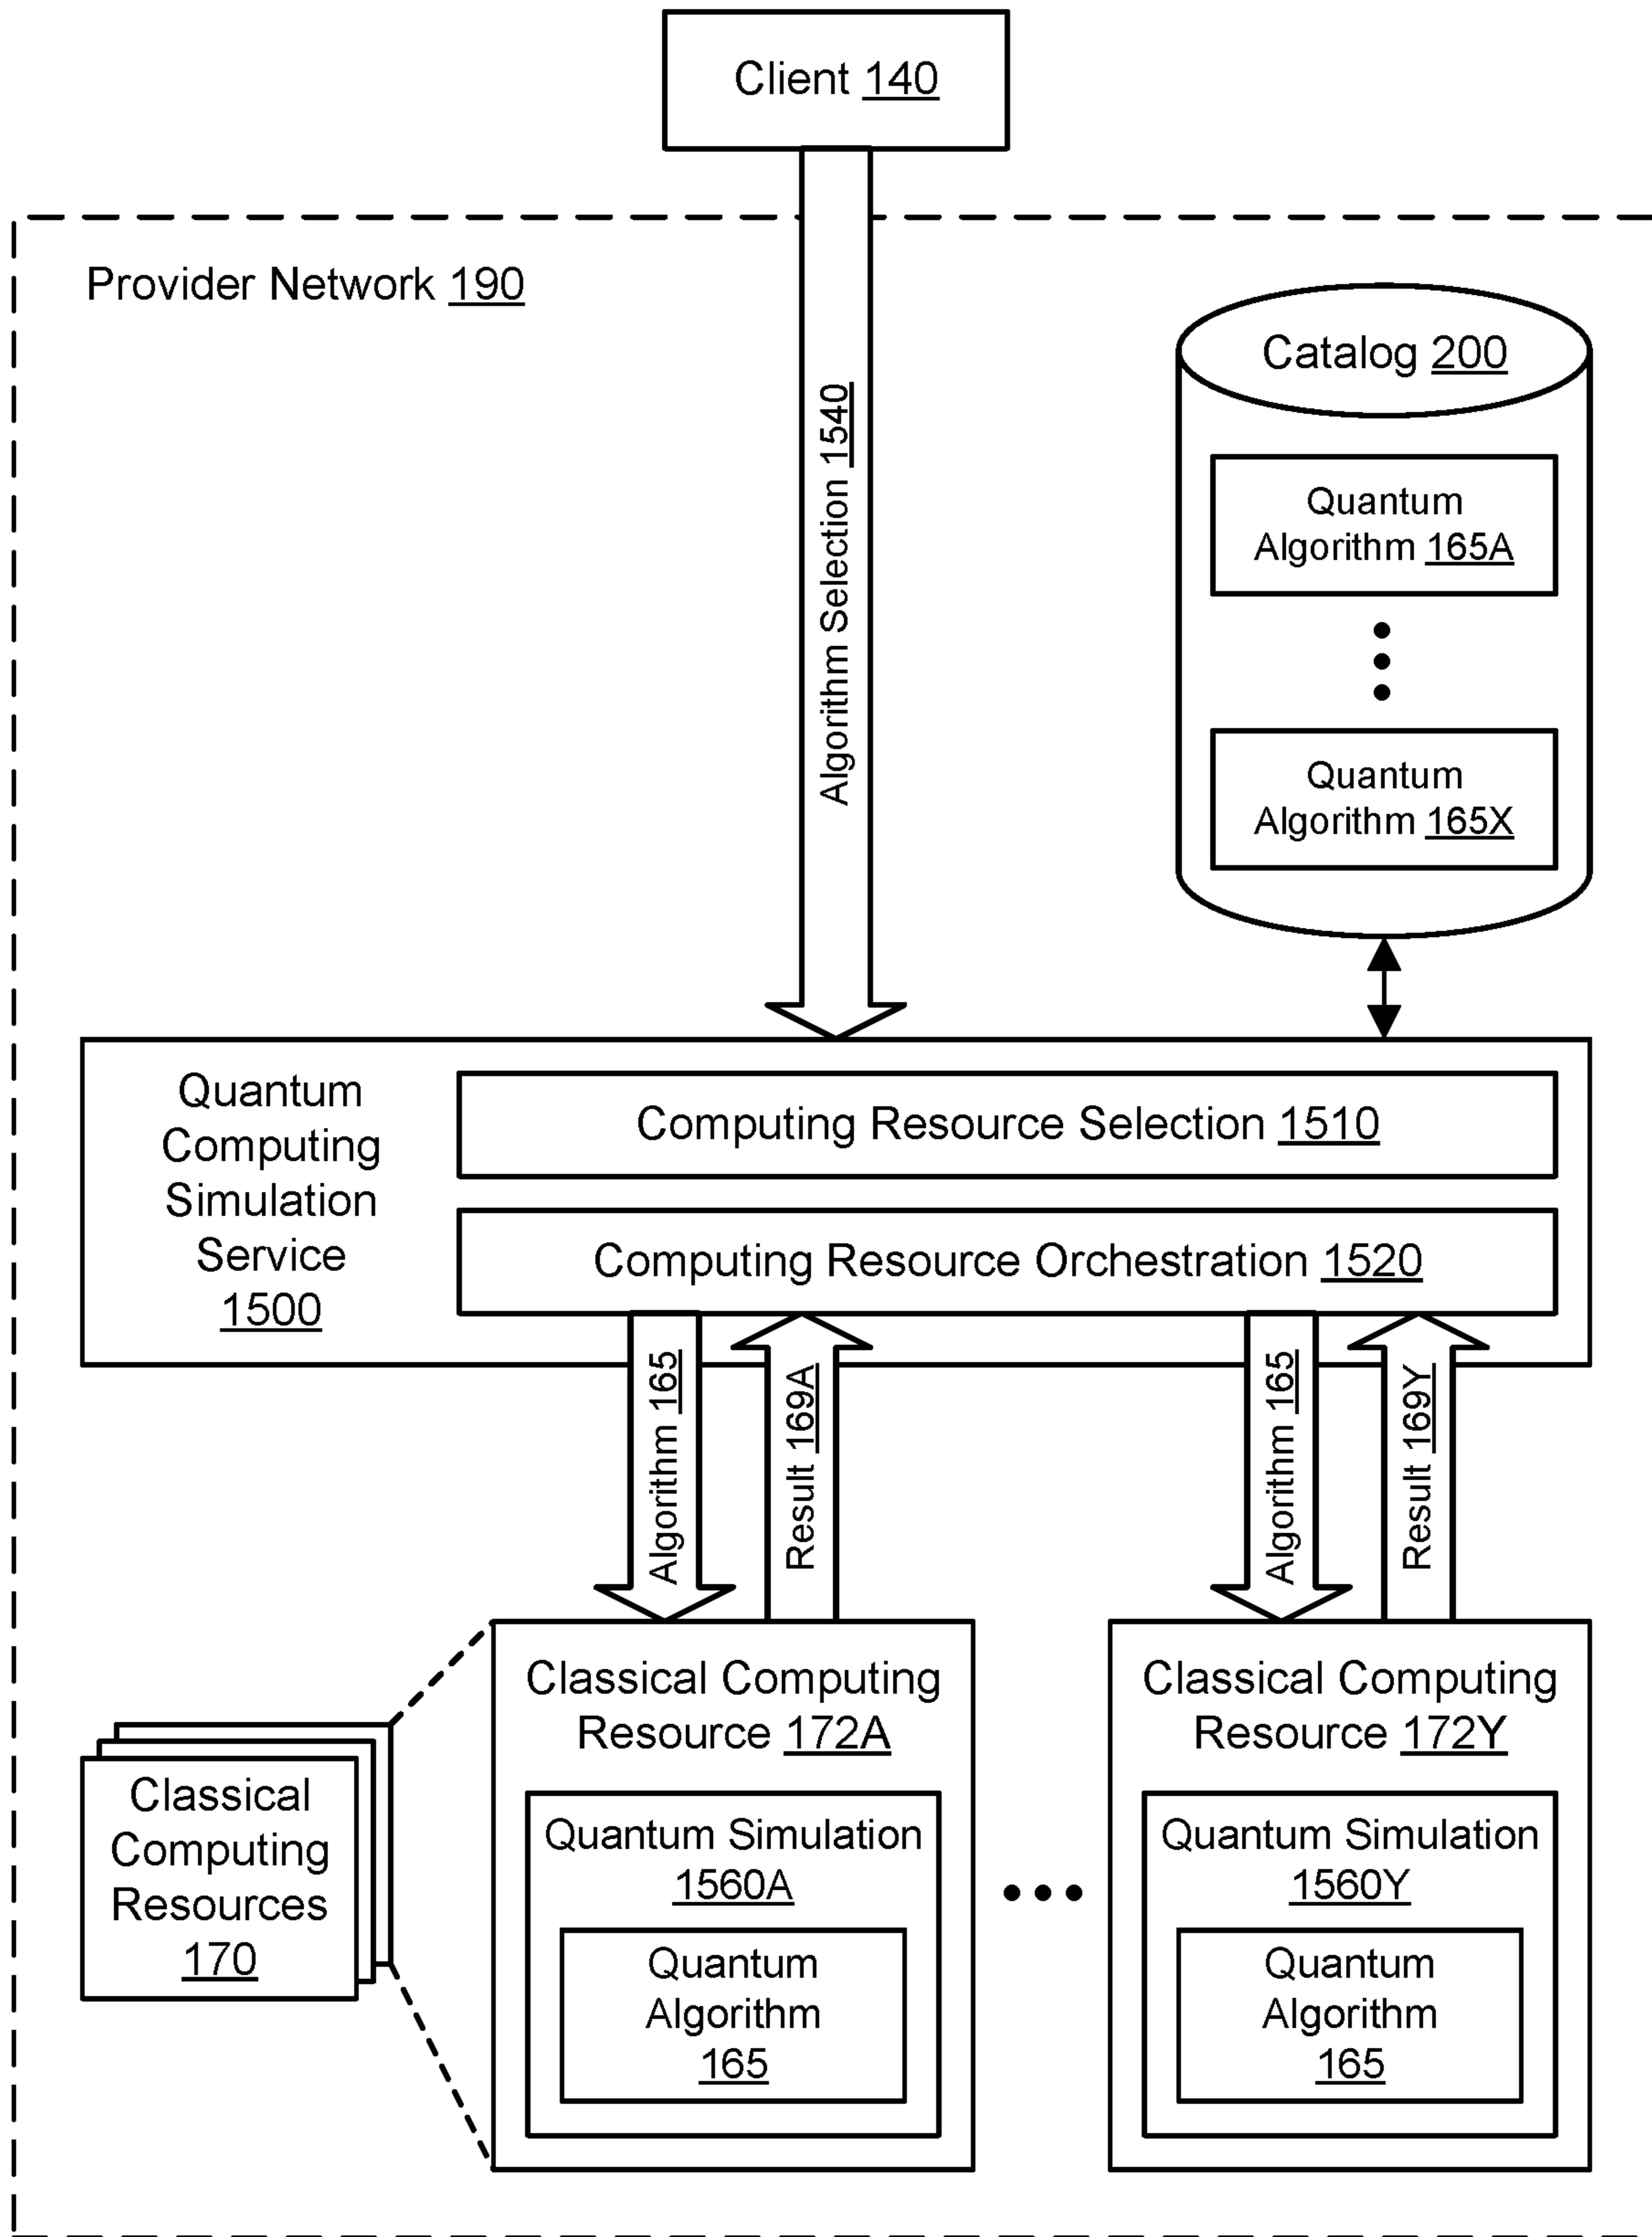 Client 140
Provider Network 190
Algorithm Selection 1540
Catalog 200
Quantum
Algorithm 165A
Quantum
Algorithm 165X
Quantum
Computing
Simulation
Service
1500
Computing Resource Selection 1510
Computing Resource Orchestration 1520
Algorithm 165
Result 169A
Algorithm 165
Result 169Y
Classical
Computing
Resources
170
Classical Computing
Resource 172A
Quantum Simulation
1560A
Quantum
Algorithm
165
Classical Computing
Resource 172Y
Quantum Simulation
1560Y
Quantum
Algorithm
165